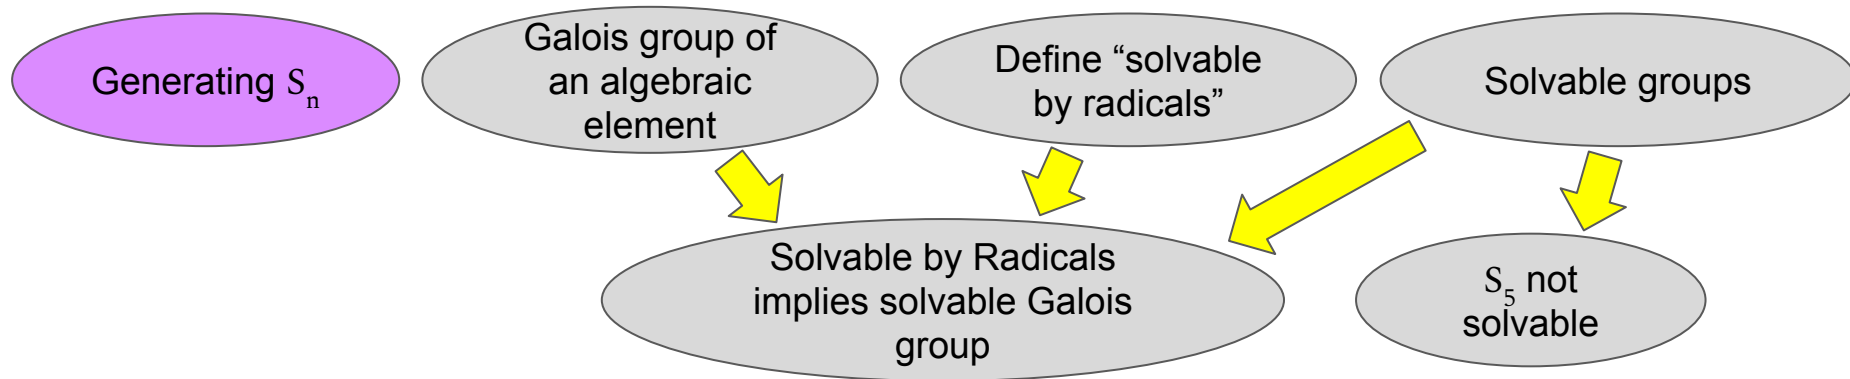 Generating Sₙ
Galois group of
an algebraic
element
Define “solvable
by radicals”
Solvable groups
Solvable by Radicals
implies solvable Galois
group
S₅ not
solvable